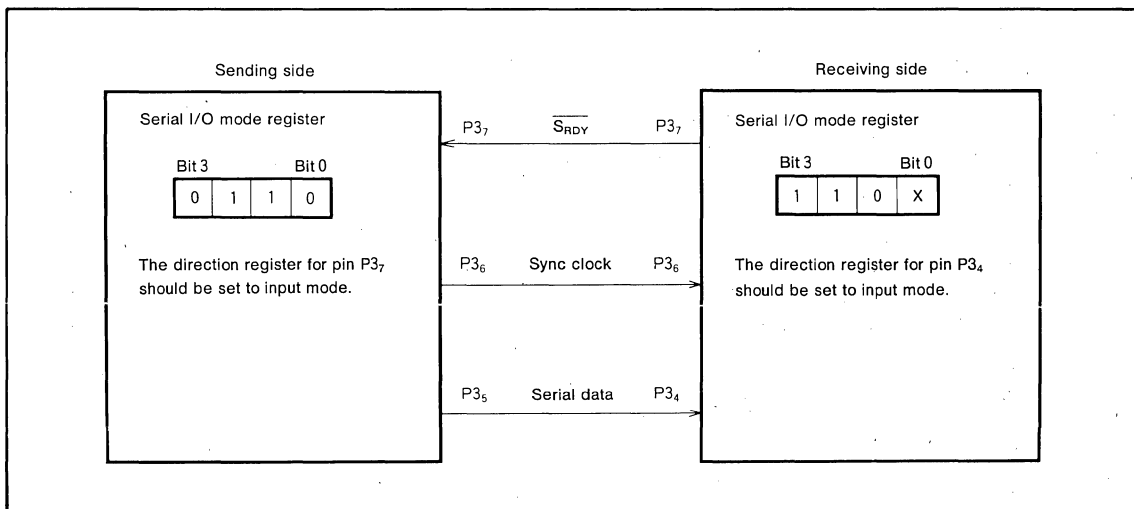 Sending side
Receiving side
Serial I/O mode register
Bit 3 Bit 0
0 1 1 0
The direction register for pin P3₇
should be set to input mode.
P3₇ S̅R̅D̅Y̅ P3₇
P3₆ Sync clock P3₆
P3₅ Serial data P3₄
Serial I/O mode register
Bit 3 Bit 0
1 1 0 X
The direction register for pin P3₄
should be set to input mode.